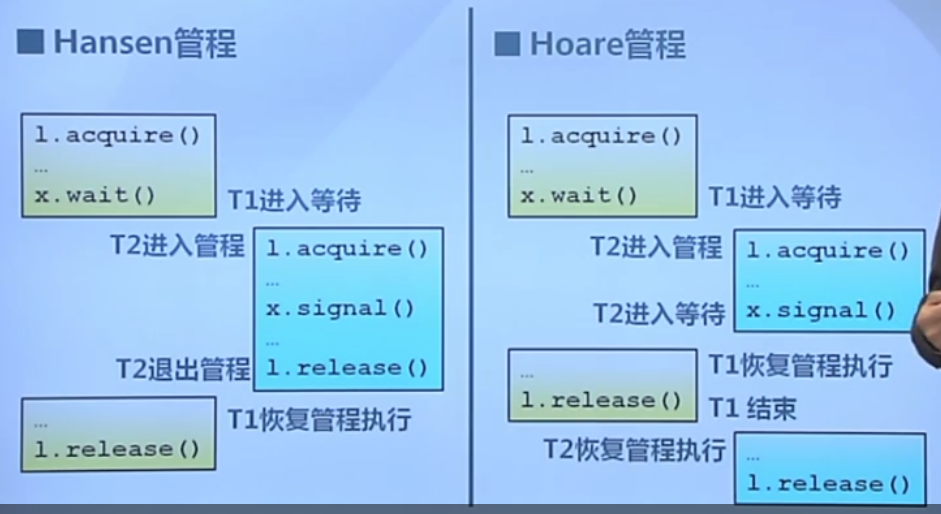 Hansen管程
l.acquire()
…
x.wait()
T1进入等待
T2进入管程
l.acquire()
…
x.signal()
…
T2退出管程
l.release()
T1恢复管程执行
…
l.release()
Hoare管程
l.acquire()
…
x.wait()
T1进入等待
T2进入管程
l.acquire()
…
T2进入等待
x.signal()
T1恢复管程执行
…
l.release()
T1 结束
T2恢复管程执行
…
l.release()